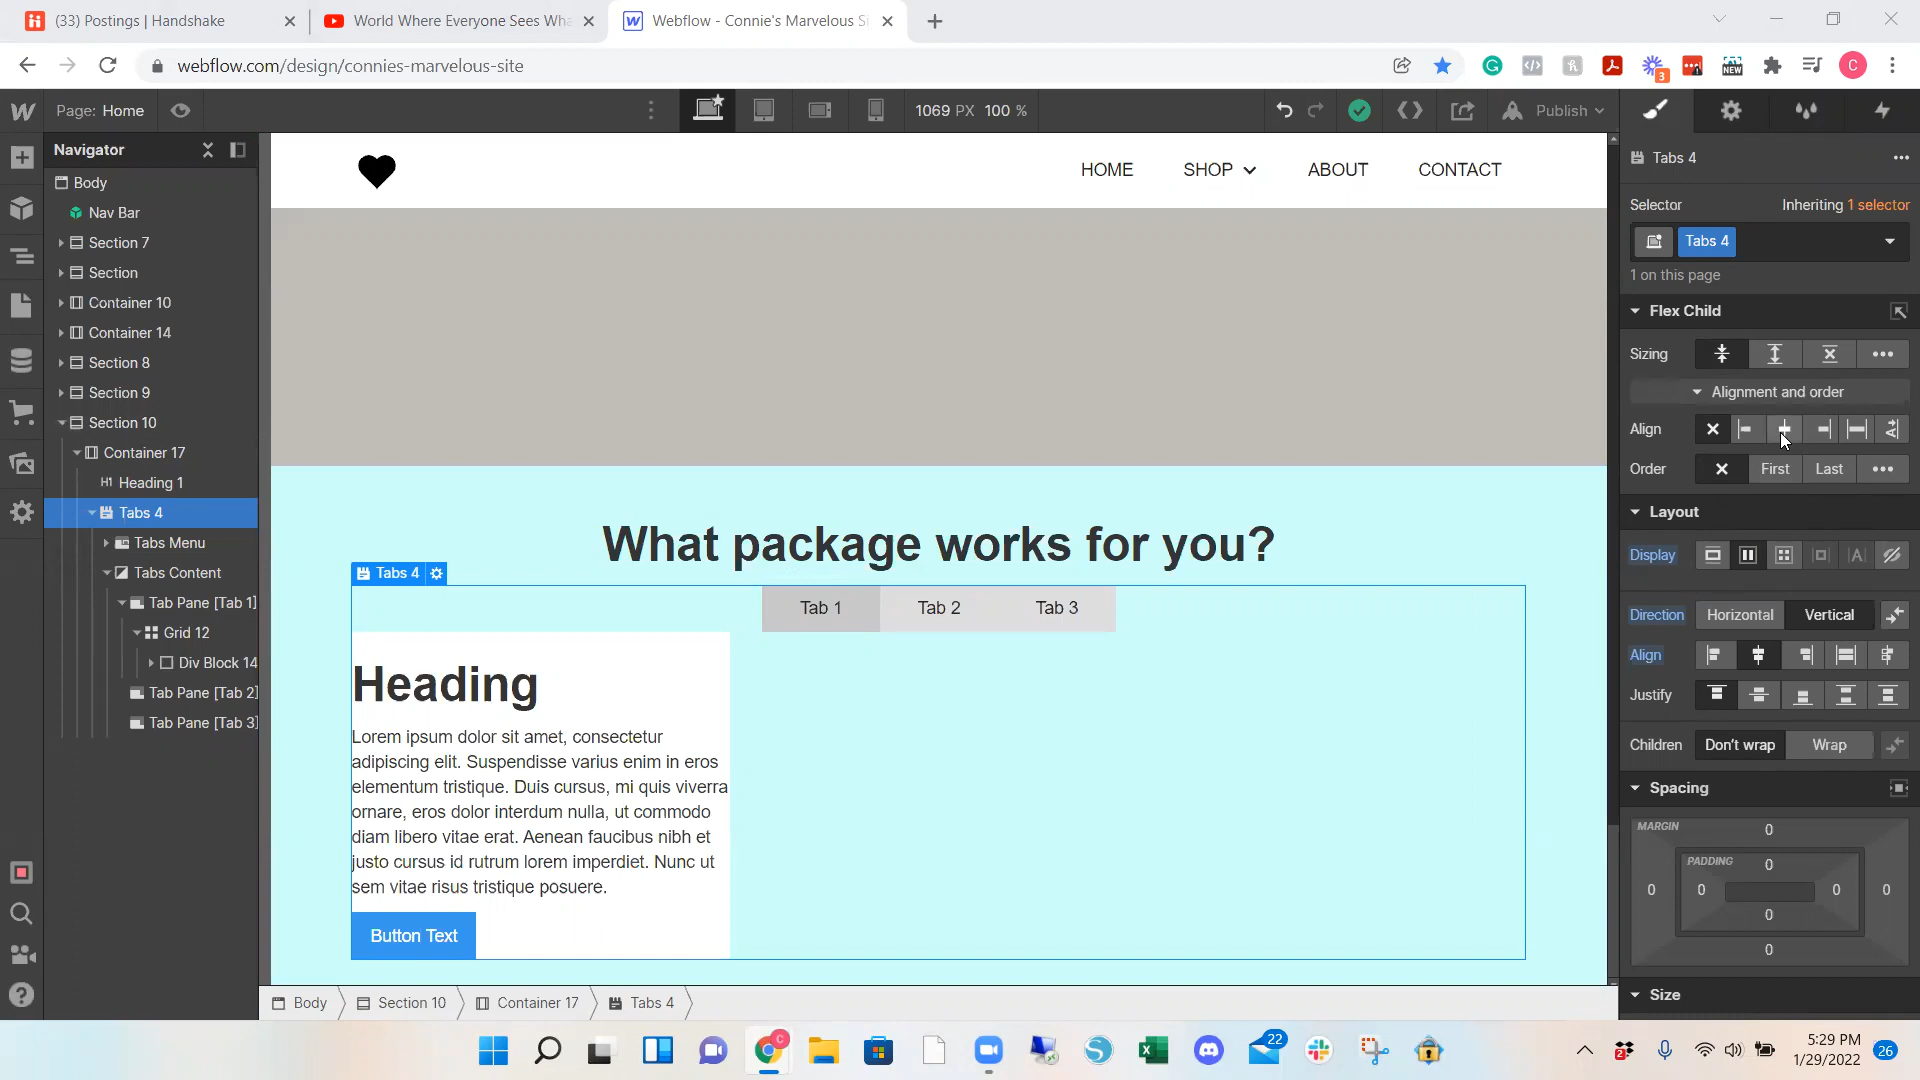 (33) Postings | Handshake
World Where Everyone Sees Wha
Webflow - Connie's Marvelous Si
webflow.com/design/connies-marvelous-site
3
NEW
C
Page: Home
1069 PX 100 %
Publish
Navigator
Body
Nav Bar
Section 7
Section
Container 10
Container 14
Section 8
Section 9
Section 10
Container 17
H1 Heading 1
Tabs 4
Tabs Menu
Tabs Content
Tab Pane [Tab 1]
Grid 12
Div Block 14
Tab Pane [Tab 2]
Tab Pane [Tab 3]
HOME
SHOP
ABOUT
CONTACT
What package works for you?
Tabs 4
Tab 1
Tab 2
Tab 3
Heading
Lorem ipsum dolor sit amet, consectetur
adipiscing elit. Suspendisse varius enim in eros
elementum tristique. Duis cursus, mi quis viverra
ornare, eros dolor interdum nulla, ut commodo
diam libero vitae erat. Aenean faucibus nibh et
justo cursus id rutrum lorem imperdiet. Nunc ut
sem vitae risus tristique posuere.
Button Text
Body
Section 10
Container 17
Tabs 4
Tabs 4
Selector
Inheriting 1 selector
Tabs 4
1 on this page
Flex Child
Sizing
Alignment and order
Align
Order
First
Last
Layout
Display
Direction
Horizontal
Vertical
Align
Justify
Children
Don't wrap
Wrap
Spacing
MARGIN
0
PADDING
0
0
0
0
0
0
0
Size
C
22
2
5:29 PM
1/29/2022
26